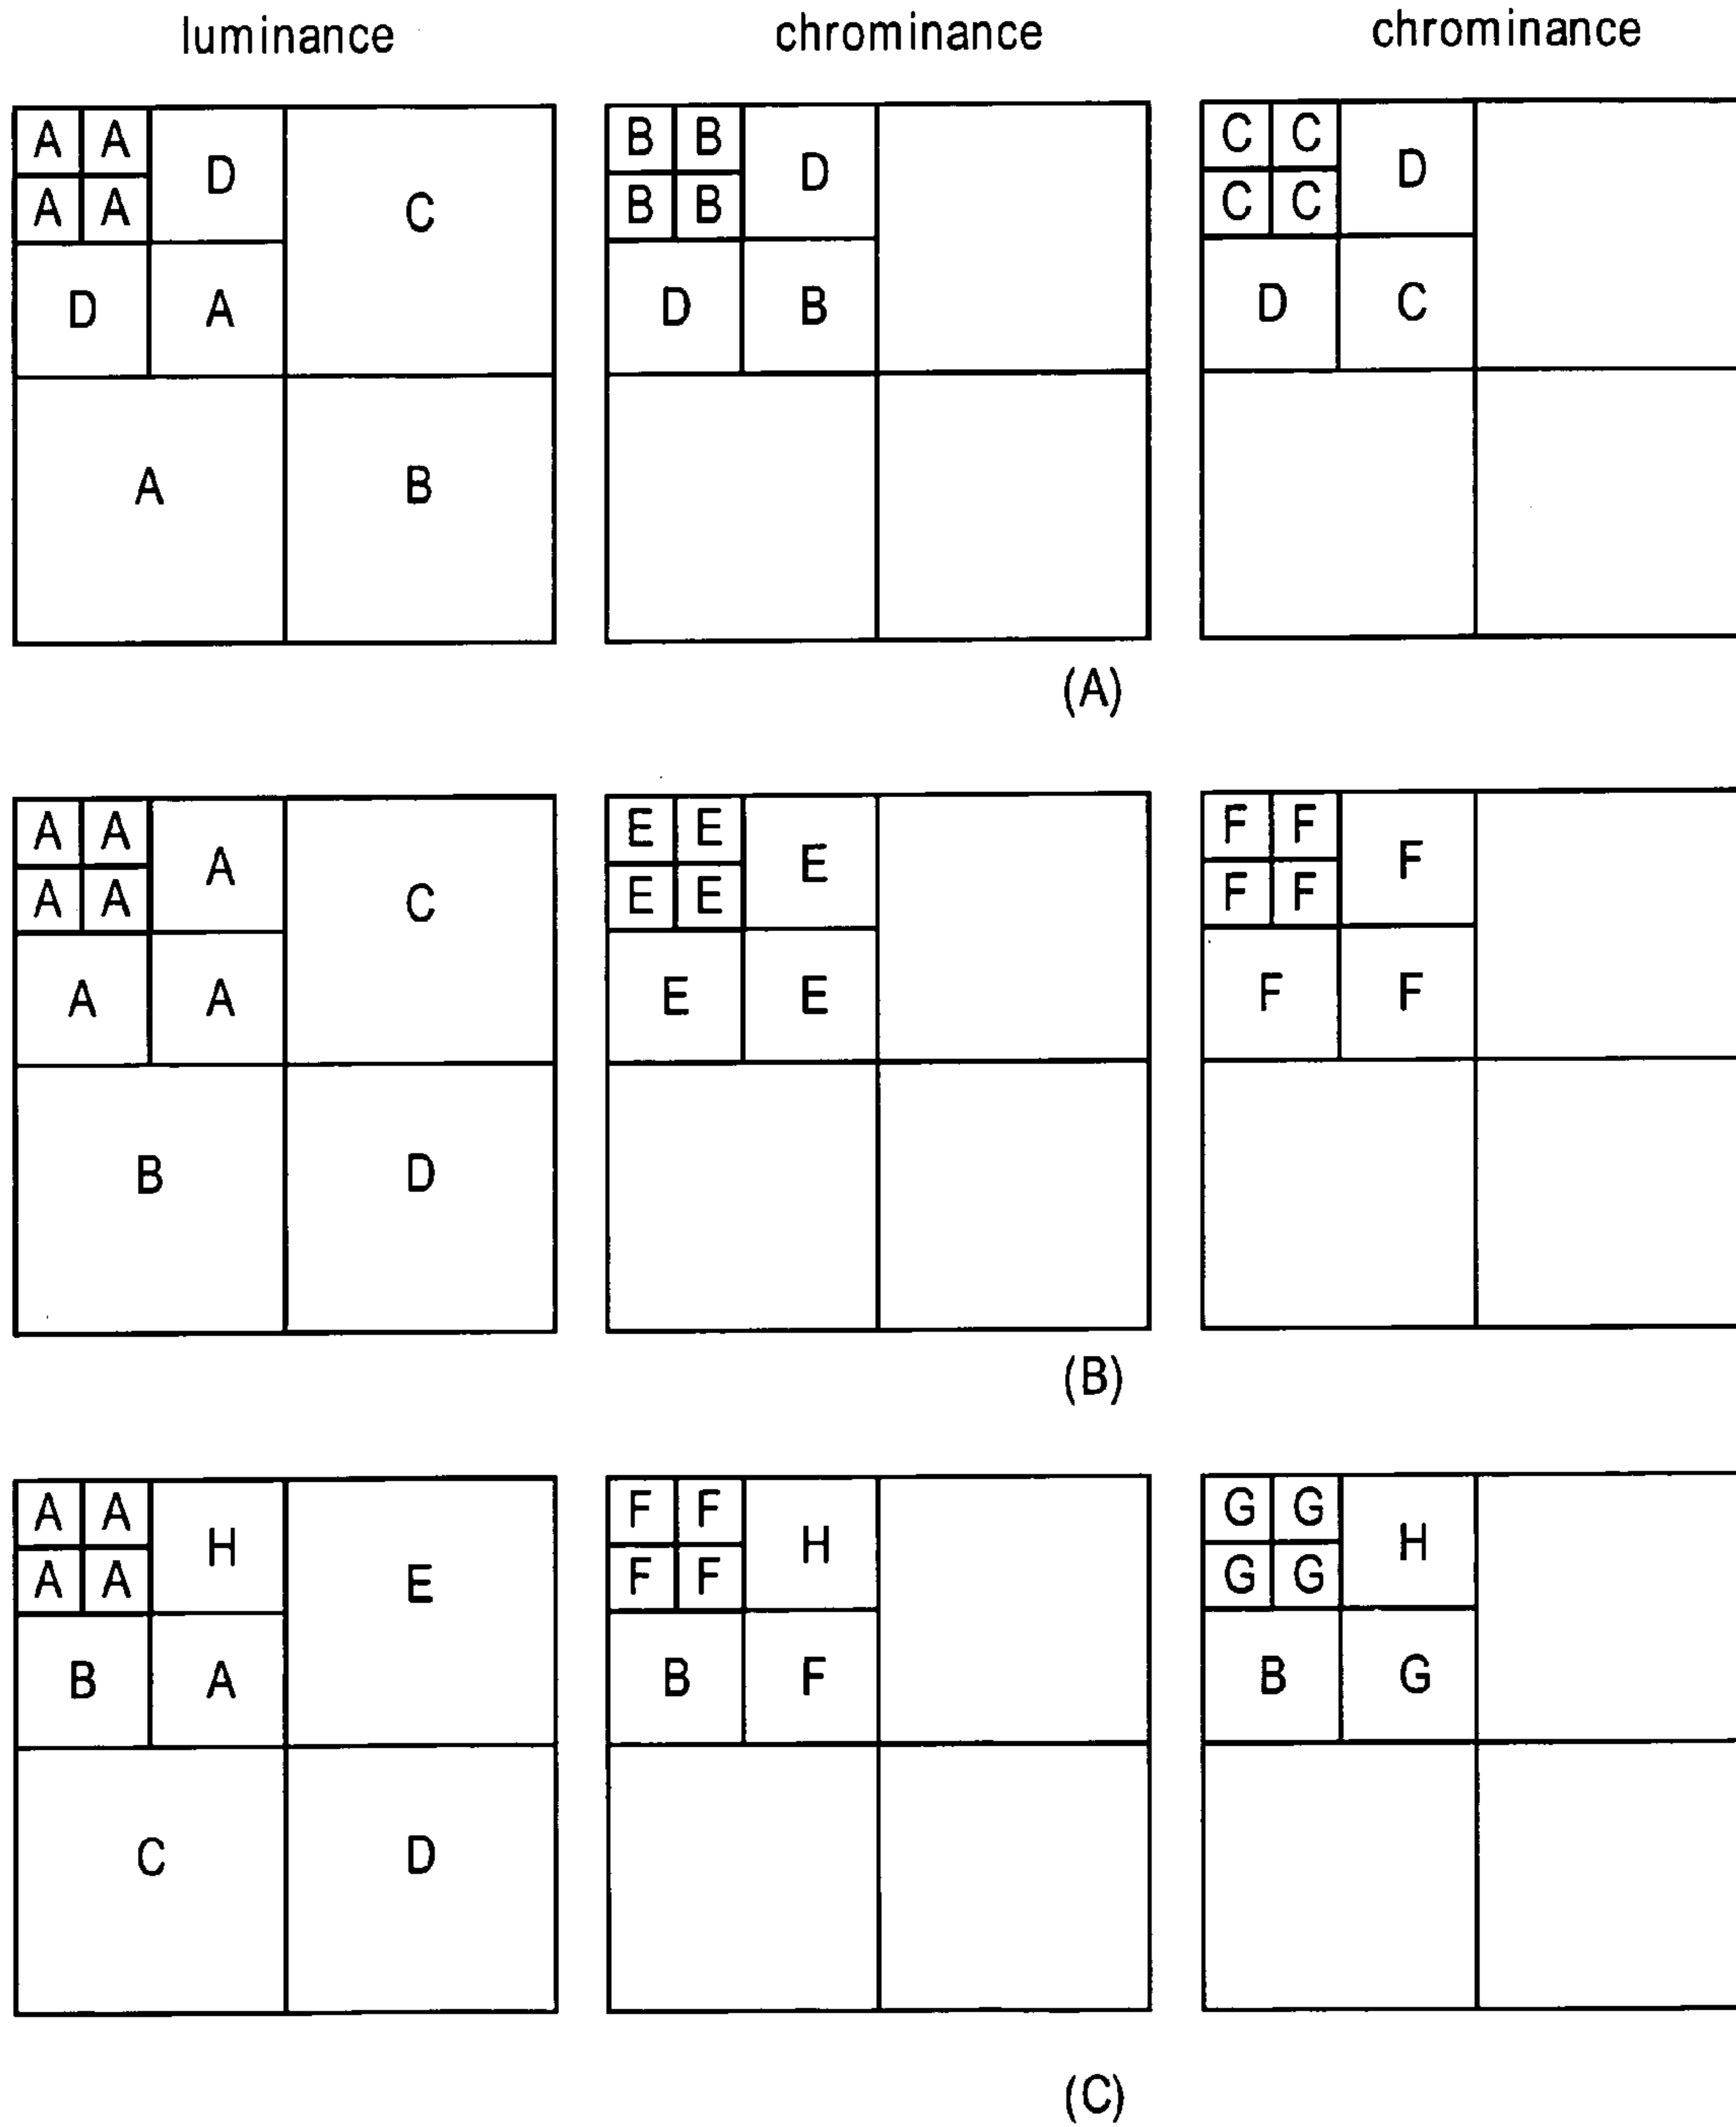 luminance chrominance chrominance
A A D C B B D C C D
A A B B C C
D A D B D C
A B
(A)
A A A C E E E F F F
A A E E F F
A A E E F F
B D
(B)
A A H E F F H G G H
A A F F G G
B A B F B G
C D
(C)